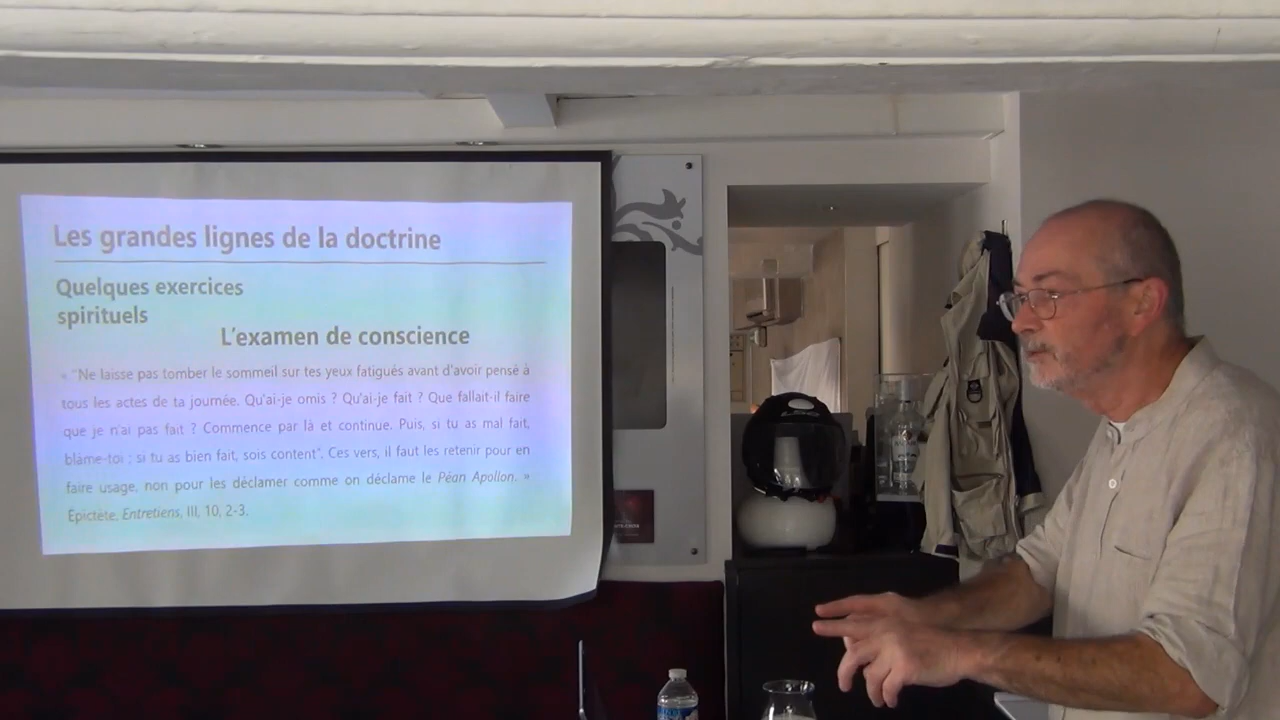 Les grandes lignes de la doctrine
Quelques exercices
spirituels
L'examen de conscience
« "Ne laisse pas tomber le sommeil sur tes yeux fatigués avant d'avoir pensé à
tous les actes de ta journée. Qu'ai-je omis ? Qu'ai-je fait ? Que fallait-il faire
que je n'ai pas fait ? Commence par là et continue. Puis, si tu as mal fait,
blâme-toi ; si tu as bien fait, sois content". Ces vers, il faut les retenir pour en
faire usage, non pour les déclamer comme on déclame le Péan Apollon. »
Épictète, Entretiens, III, 10, 2-3.
LS2